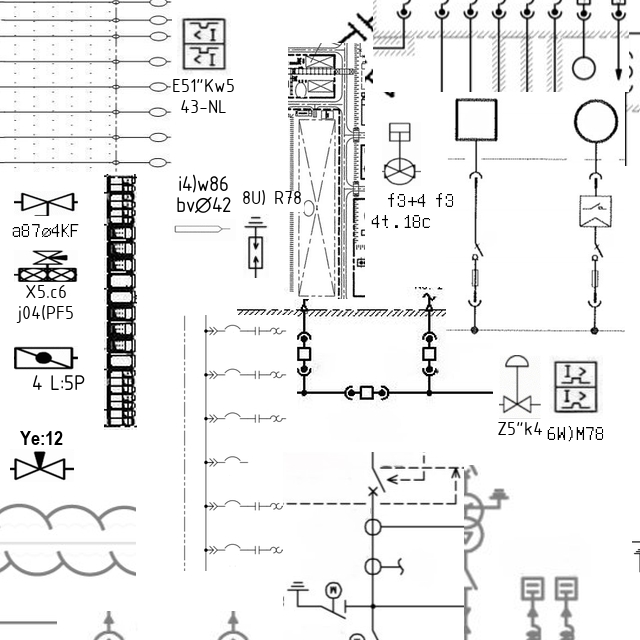 E51"Kw5
43-NL
i4)w86
bvØ42
8U) R78
f3+4 f3
4t.18c
a87ø4KF
X5.c6
j04(PF5
4 L:5P
Ye:12
Z5"k4
6W)M78